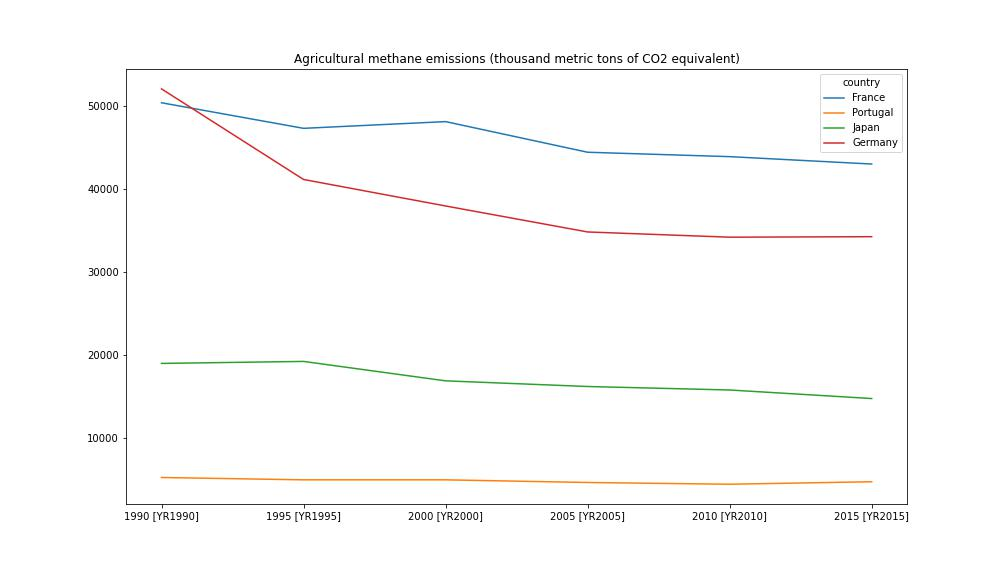 Agricultural methane emissions (thousand metric tons of CO2 equivalent)
country
France
Portugal
Japan
Germany
50000
40000
30000
20000
10000
1990 [YR1990] 1995 [YR1995] 2000 [YR2000] 2005 [YR2005] 2010 [YR2010] 2015 [YR2015]